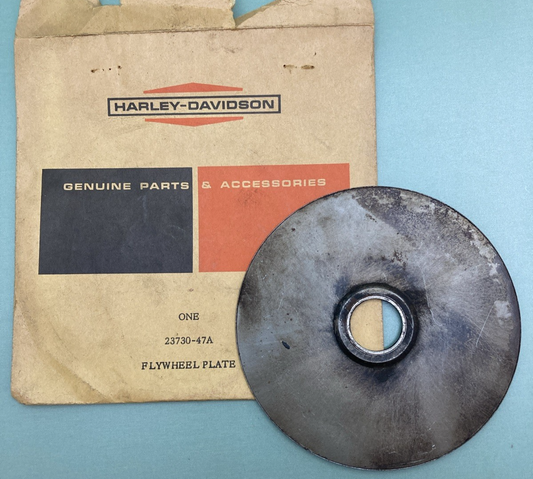 HARLEY-DAVIDSON
GENUINE PARTS & ACCESSORIES
ONE
23730-47A
FLYWHEEL PLATE